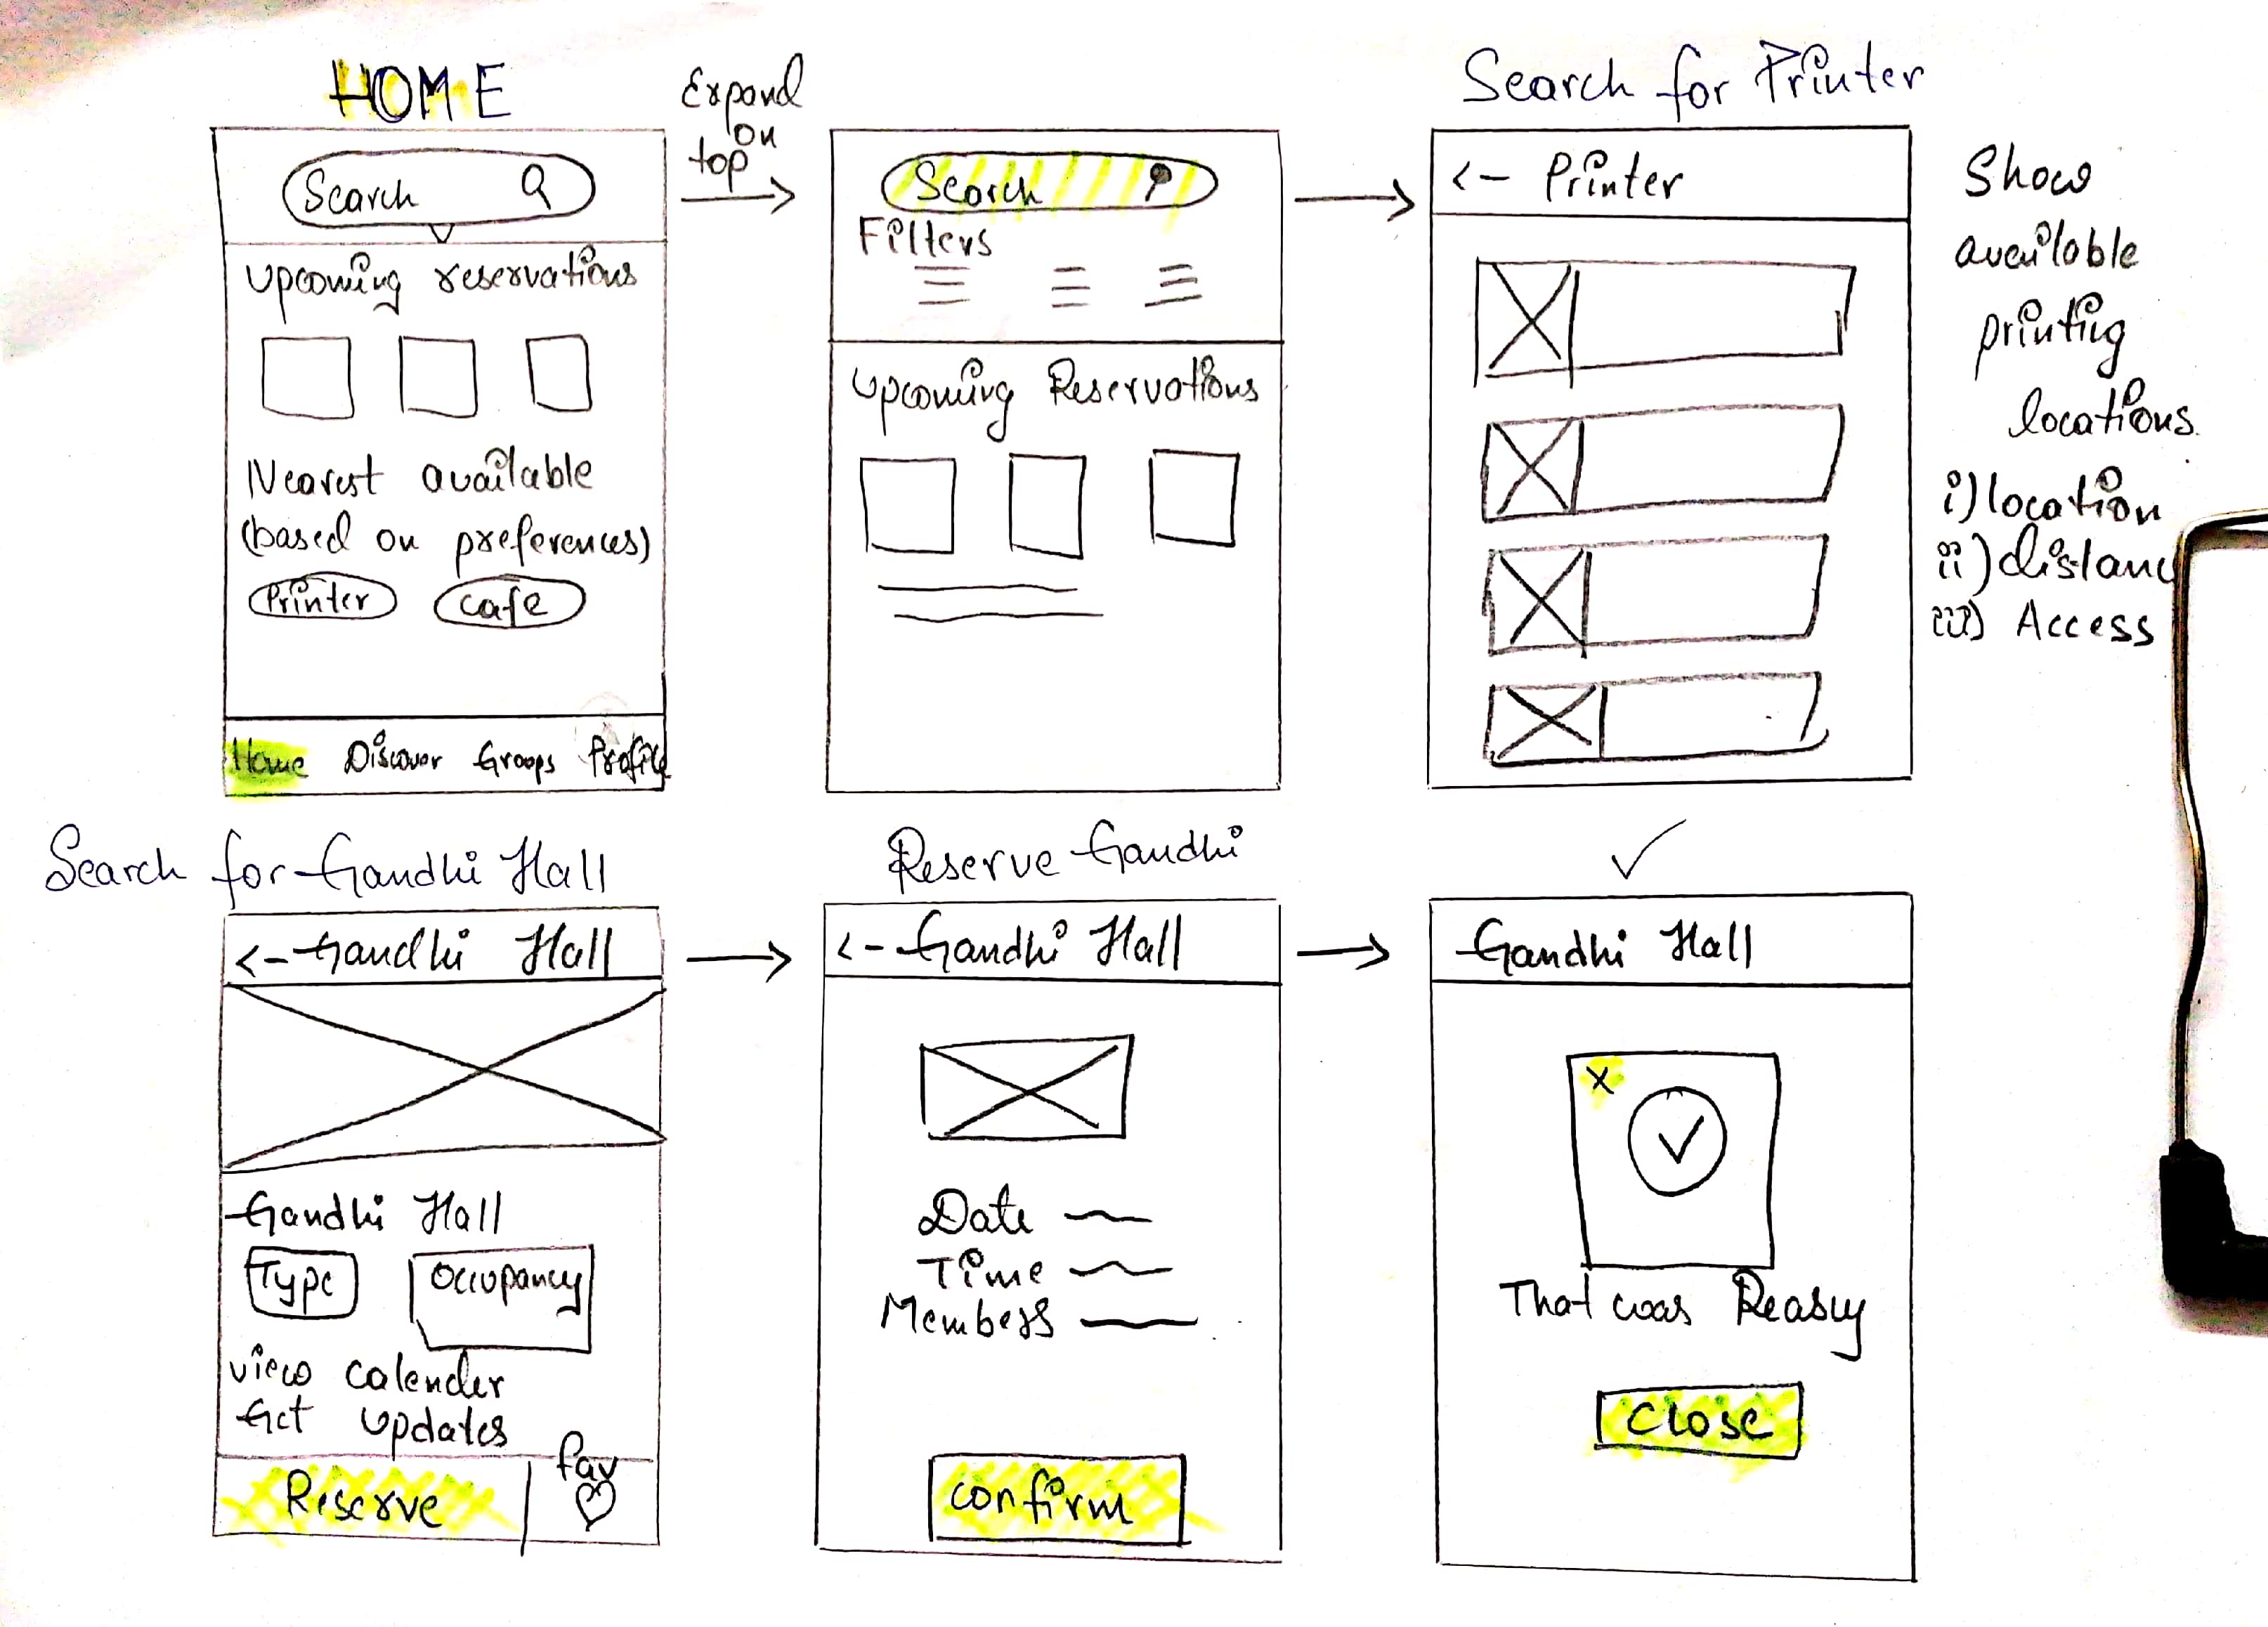 HOME
Search
Upcoming reservations
Nearest available
(based on preferences)
Printer cafe
Home Discover Groups Profile
Expand
on
top
Search
Filters
Upcoming Reservations
Search for Printer
<- Printer
Show
available
printing
locations.
i) location
ii) distanc
iii) Access
Search for Gandhi Hall
<- Gandhi Hall
Gandhi Hall
Type Occupancy
view calender
Get updates
Reserve fav
Reserve Gandhi
<- Gandhi Hall
Date
Time
Members
confirm
Gandhi Hall
X
That was Reasy
Close